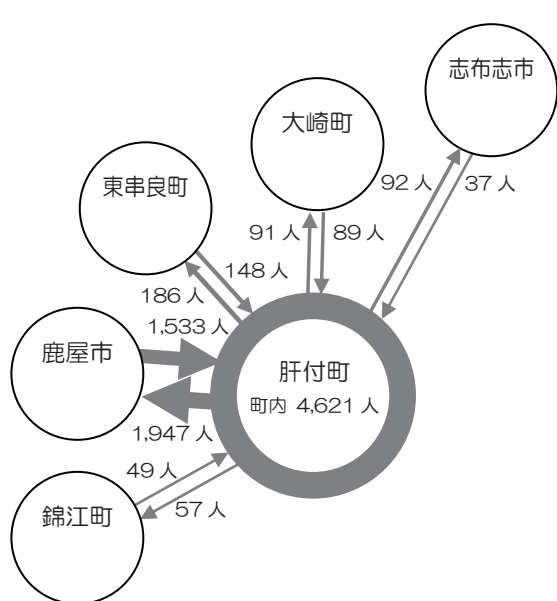 志布志市
大崎町
92 人
37 人
東串良町
91 人
89 人
148 人
186 人
1,533 人
鹿屋市
肝付町
町内 4,621 人
1,947 人
49 人
57 人
錦江町